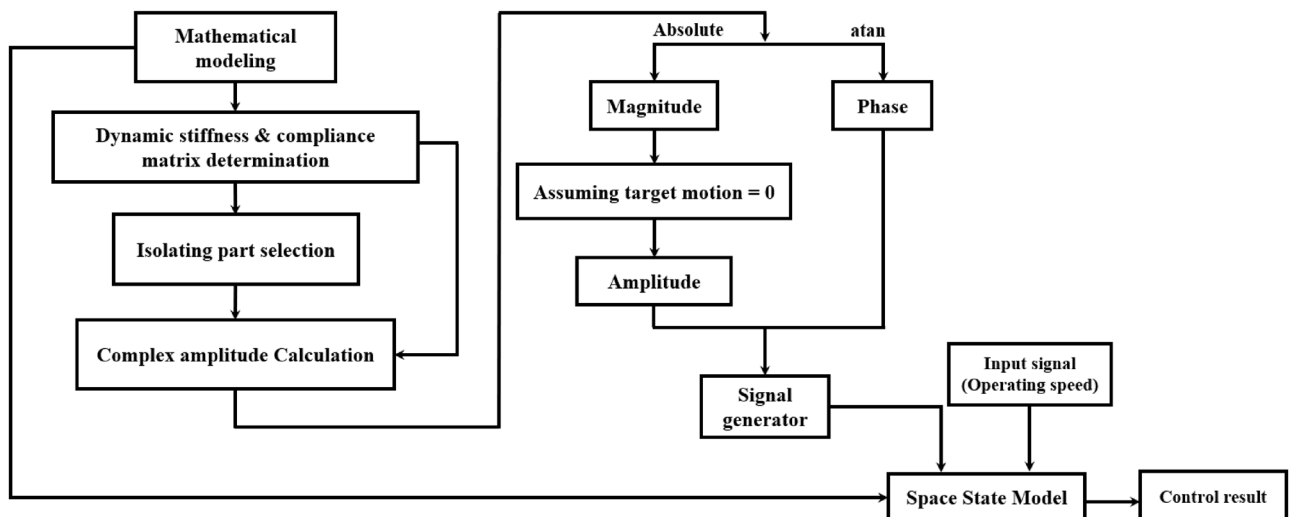 Mathematical
modeling
Dynamic stiffness & compliance
matrix determination
Isolating part selection
Complex amplitude Calculation
Absolute
atan
Magnitude
Phase
Assuming target motion = 0
Amplitude
Signal
generator
Input signal
(Operating speed)
Space State Model
Control result